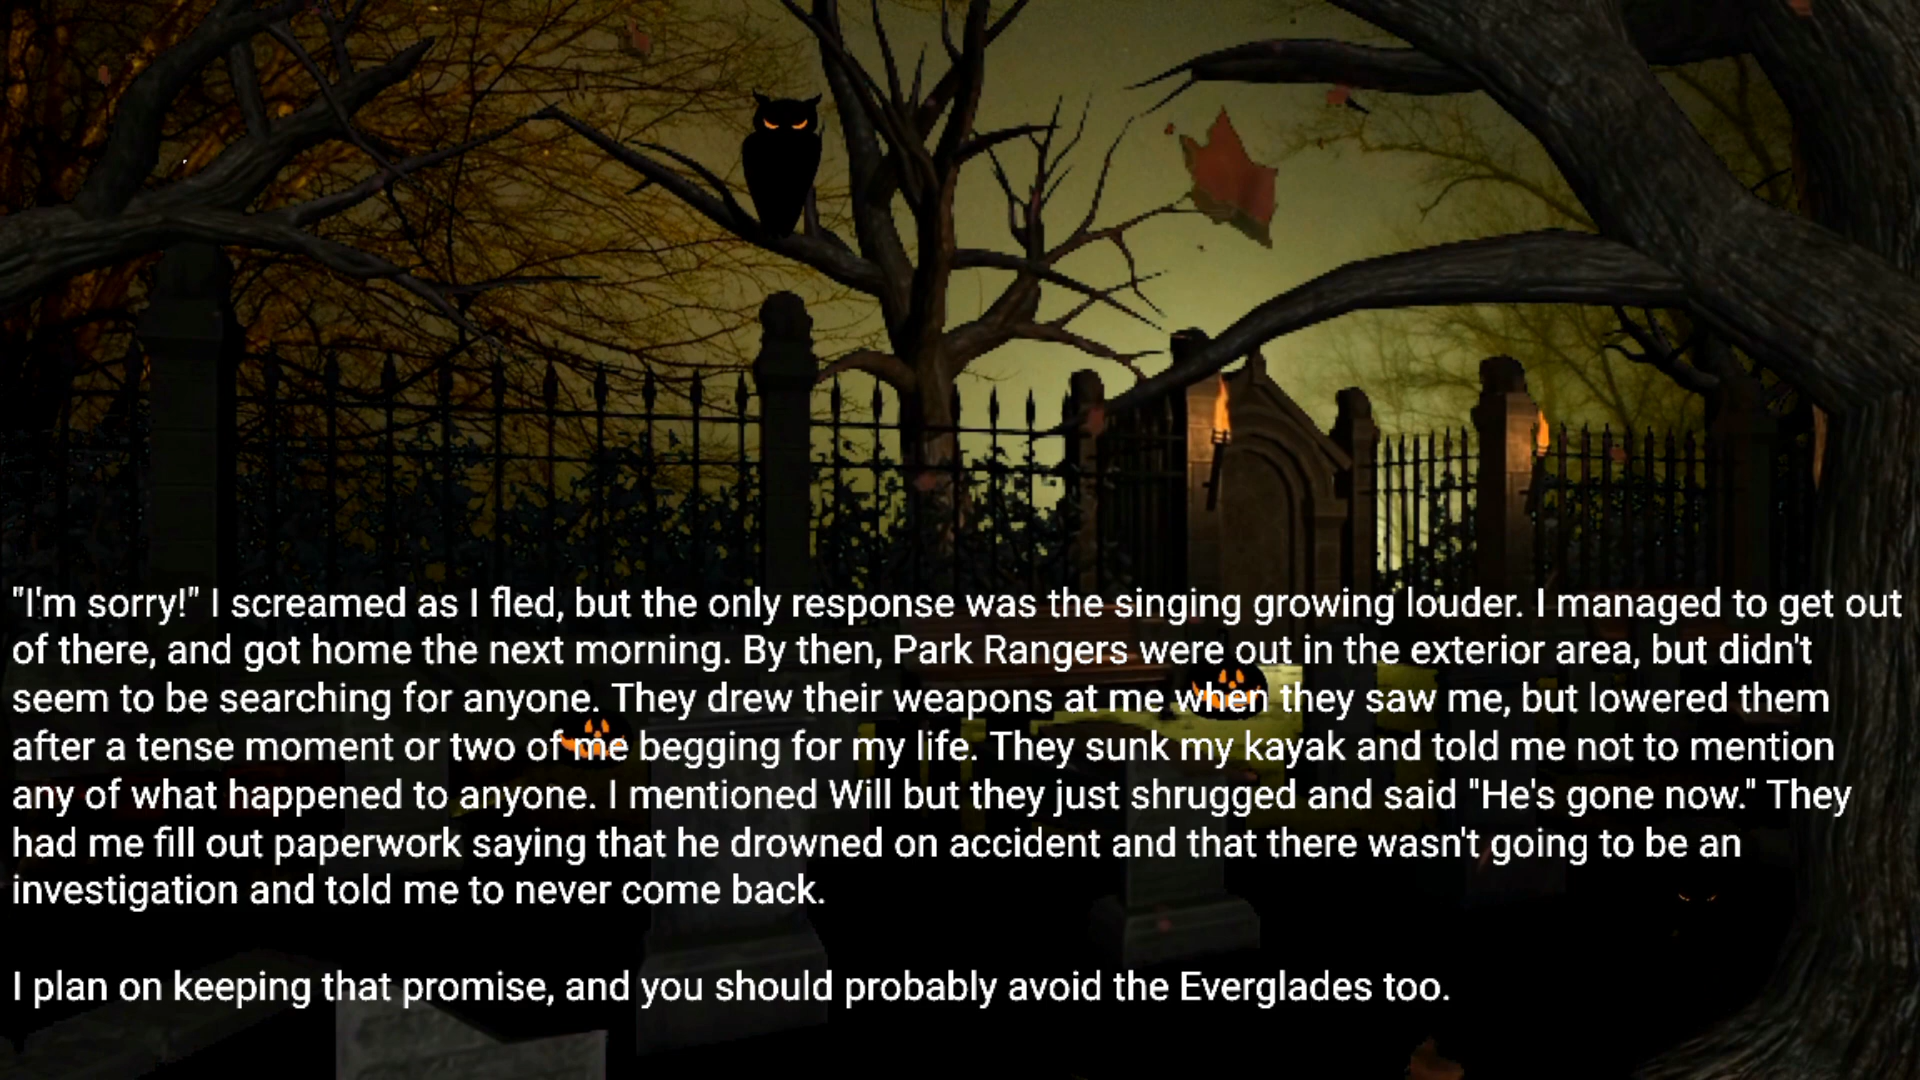 "I'm sorry!" I screamed as I fled, but the only response was the singing growing louder. I managed to get out
of there, and got home the next morning. By then, Park Rangers were out in the exterior area, but didn't
seem to be searching for anyone. They drew their weapons at me when they saw me, but lowered them
after a tense moment or two of me begging for my life. They sunk my kayak and told me not to mention
any of what happened to anyone. I mentioned Will but they just shrugged and said "He's gone now." They
had me fill out paperwork saying that he drowned on accident and that there wasn't going to be an
investigation and told me to never come back.
I plan on keeping that promise, and you should probably avoid the Everglades too.